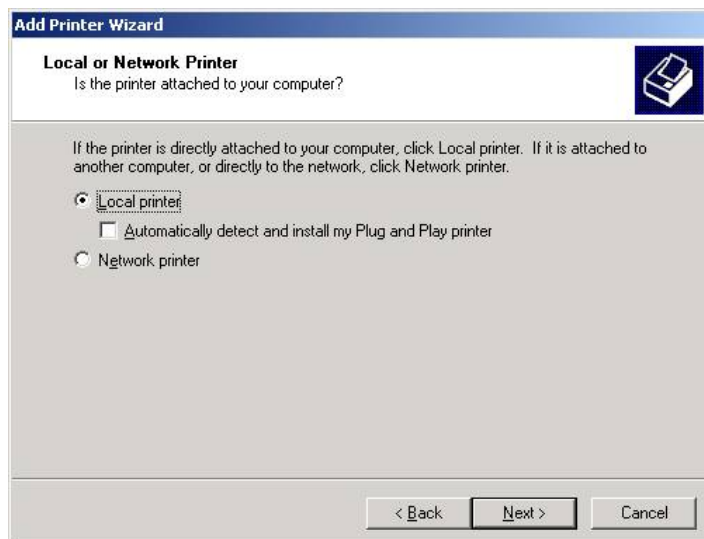 Add Printer Wizard
Local or Network Printer
Is the printer attached to your computer?
If the printer is directly attached to your computer, click Local printer. If it is attached to
another computer, or directly to the network, click Network printer.
Local printer
Automatically detect and install my Plug and Play printer
Network printer
< Back
Next >
Cancel